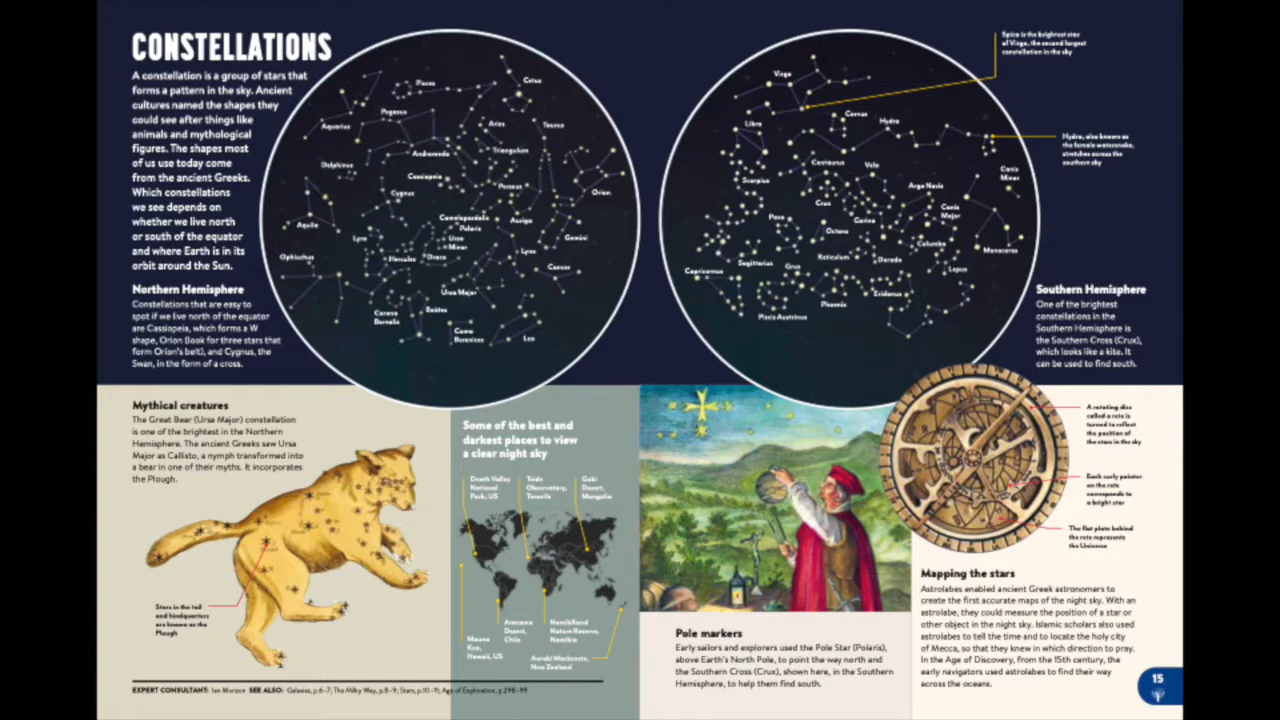 CONSTELLATIONS
A constellation is a group of stars that
forms a pattern in the sky. Ancient
cultures named the shapes they
could see after things like
animals and mythological
figures. The shapes most
of us use today come
from the ancient Greeks.
Which constellations
we see depends on
whether we live north
or south of the equator
and where Earth is in its
orbit around the Sun.
Northern Hemisphere
Constellations that are easy to
spot if we live north of the equator
are Cassiopeia, which forms a W
shape, Orion (look for three stars that
form Orion's belt), and Cygnus, the
Swan, in the form of a cross.
Pisces
Cetus
Pegasus
Aquarius
Aries
Taurus
Andromeda
Triangulum
Delphinus
Cassiopeia
Perseus
Orion
Cygnus
Camelopardalis
Polaris
Auriga
Aquila
Lyra
Ursa
Minor
Gemini
Ophiuchus
Hercules
Draco
Lynx
Cancer
Ursa Major
Corona
Borealis
Boötes
Coma
Berenices
Leo
Virgo
Libra
Corvus
Hydra
Centaurus
Vela
Canis
Minor
Scorpius
Argo Navis
Crux
Canis
Major
Pavo
Carina
Octans
Columba
Monoceros
Sagittarius
Grus
Reticulum
Dorado
Lepus
Capricornus
Phoenix
Eridanus
Piscis Austrinus
Spica is the brightest star
of Virgo, the second largest
constellation in the sky
Hydra, also known as
the female watersnake,
stretches across the
southern sky
Southern Hemisphere
One of the brightest
constellations in the
Southern Hemisphere is
the Southern Cross (Crux),
which looks like a kite. It
can be used to find south.
Mythical creatures
The Great Bear (Ursa Major) constellation
is one of the brightest in the Northern
Hemisphere. The ancient Greeks saw Ursa
Major as Callisto, a nymph transformed into
a bear in one of their myths. It incorporates
the Plough.
Stars in the tail
and hindquarters
are known as the
Plough
Some of the best and
darkest places to view
a clear night sky
Death Valley
National
Park, US
Teide
Observatory,
Tenerife
Gobi
Desert,
Mongolia
Mauna
Kea,
Hawaii, US
Atacama
Desert,
Chile
NamibRand
Nature Reserve,
Namibia
Aoraki Mackenzie,
New Zealand
Pole markers
Early sailors and explorers used the Pole Star (Polaris),
above Earth's North Pole, to point the way north and
the Southern Cross (Crux), shown here, in the Southern
Hemisphere, to help them find south.
A rotating disc
called a rete is
turned to reflect
the position of
the stars in the sky
Each curly pointer
on the rete
corresponds to
a bright star
The flat plate behind
the rete represents
the Universe
Mapping the stars
Astrolabes enabled ancient Greek astronomers to
create the first accurate maps of the night sky. With an
astrolabe, they could measure the position of a star or
other object in the night sky. Islamic scholars also used
astrolabes to tell the time and to locate the holy city
of Mecca, so that they knew in which direction to pray.
In the Age of Discovery, from the 15th century, the
early navigators used astrolabes to find their way
across the oceans.
EXPERT CONSULTANT: Ian Morison SEE ALSO: Galaxies, p.6–7; The Milky Way, p.8–9; Stars, p.10–11; Age of Exploration, p.298–99
15